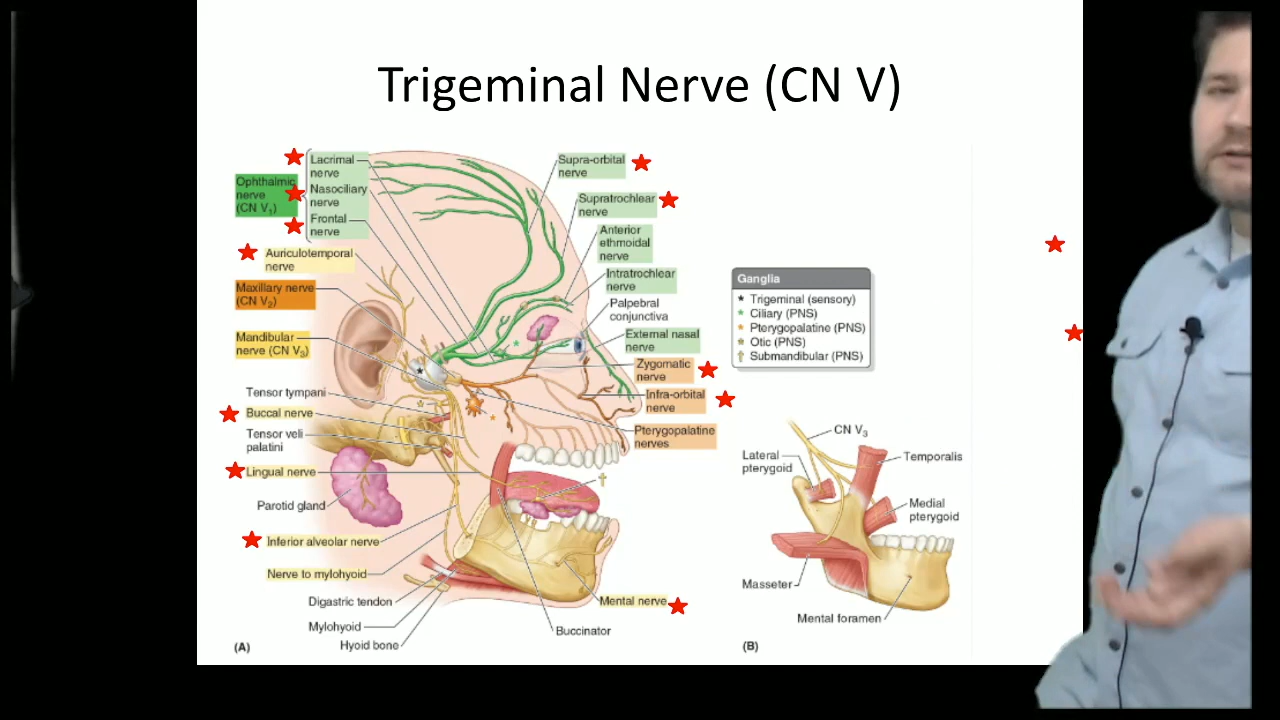 Trigeminal Nerve (CN V)
Lacrimal
nerve
Ophthalmic
nerve
(CN V1)
Nasociliary
nerve
Frontal
nerve
Auriculotemporal
nerve
Maxillary nerve
(CN V2)
Mandibular
nerve (CN V3)
Tensor tympani
Buccal nerve
Tensor veli
palatini
Lingual nerve
Parotid gland
Inferior alveolar nerve
Nerve to mylohyoid
Digastric tendon
Mylohyoid
Hyoid bone
(A)
Supra-orbital
nerve
Supratrochlear
nerve
Anterior
ethmoidal
nerve
Intratrochlear
nerve
Palpebral
conjunctiva
External nasal
nerve
Zygomatic
nerve
Infra-orbital
nerve
Pterygopalatine
nerves
Mental nerve
Buccinator
Ganglia
Trigeminal (sensory)
Ciliary (PNS)
Pterygopalatine (PNS)
Otic (PNS)
Submandibular (PNS)
CN V3
Lateral
pterygoid
Temporalis
Medial
pterygoid
Masseter
Mental foramen
(B)